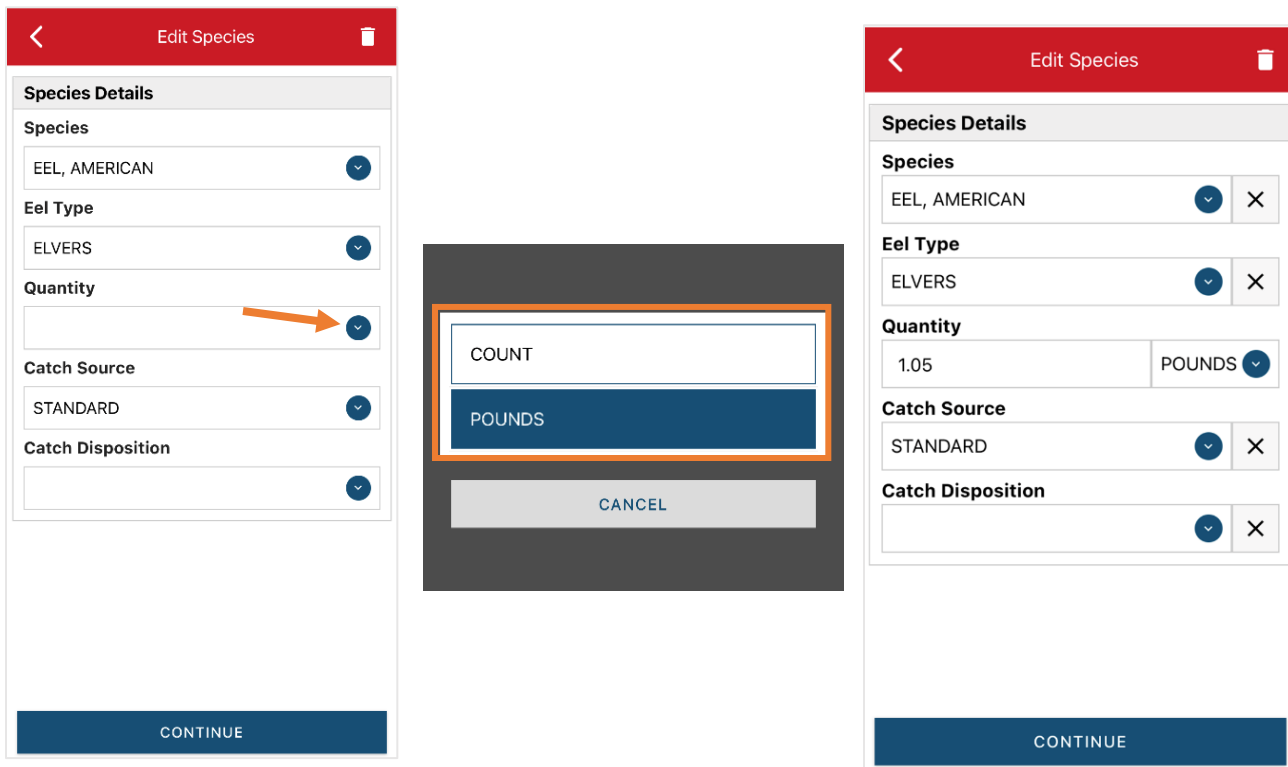 Edit Species
Species Details
Species
EEL, AMERICAN
Eel Type
ELVERS
Quantity
Catch Source
STANDARD
Catch Disposition
CONTINUE
COUNT
POUNDS
CANCEL
Edit Species
Species Details
Species
EEL, AMERICAN
Eel Type
ELVERS
Quantity
1.05 POUNDS
Catch Source
STANDARD
Catch Disposition
CONTINUE